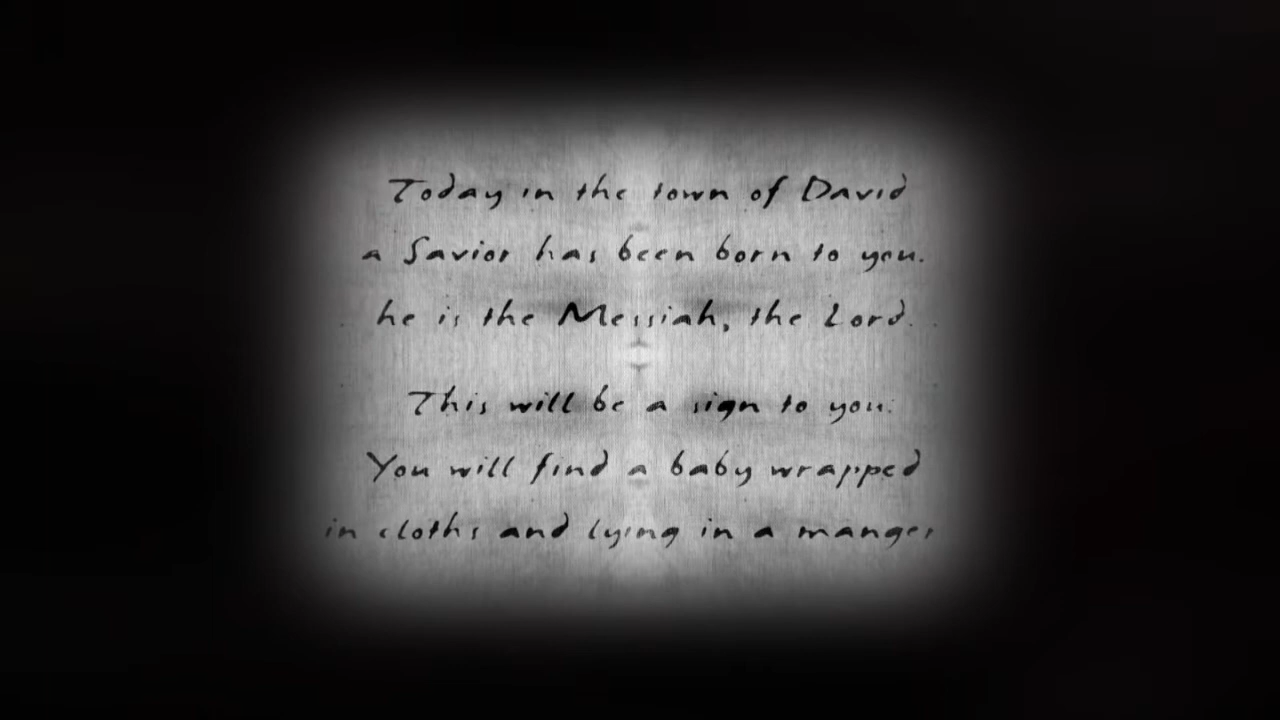 Today in the town of David
a Savior has been born to you.
he is the Messiah, the Lord.
This will be a sign to you:
You will find a baby wrapped
in cloths and lying in a manger